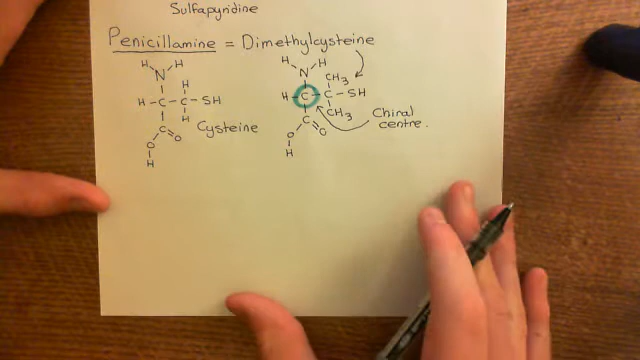 Sulfapyridine
Penicillamine = Dimethylcysteine
H H
N
H - C - C - SH
H
H
C
O
O
H
Cysteine
H H
N
H - C - C - SH
CH3
CH3
C
O
O
H
Chiral
centre.